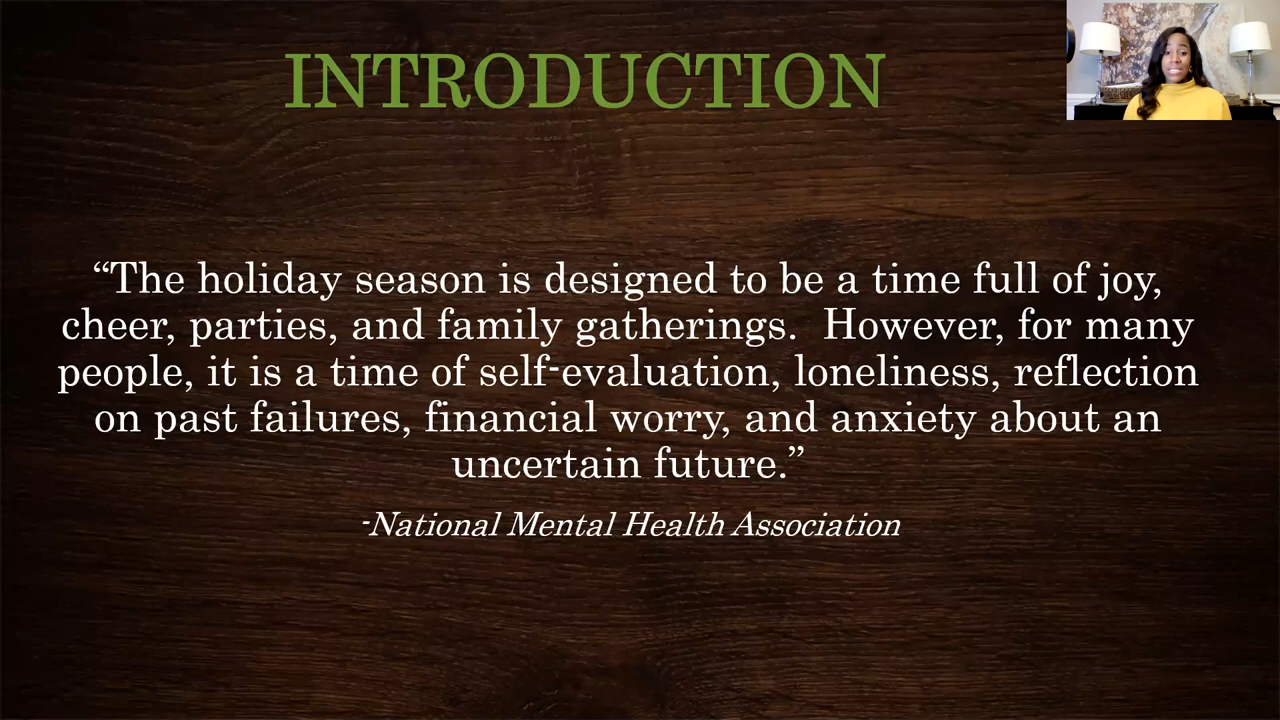 INTRODUCTION
“The holiday season is designed to be a time full of joy,
cheer, parties, and family gatherings.  However, for many
people, it is a time of self-evaluation, loneliness, reflection
on past failures, financial worry, and anxiety about an
uncertain future.”
-National Mental Health Association